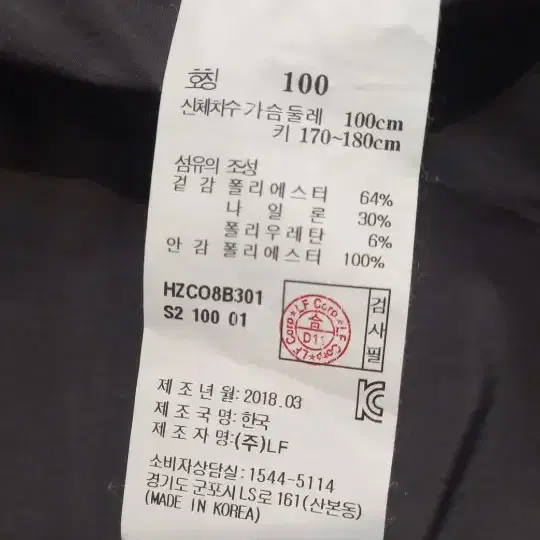 호칭 100
신체치수 가슴둘레 100cm
키 170~180cm
섬유의 조성
겉감 폴리에스터 64%
나일론 30%
폴리우레탄 6%
안감 폴리에스터 100%
HZCO8B301
S2 100 01
LF Corp ★ LF Corp ★
합
D11
검사필
제조년월: 2018.03
제조국명: 한국
제조자명: (주)LF
소비자상담실: 1544-5114
경기도 군포시 LS로 161(산본동)
(MADE IN KOREA)